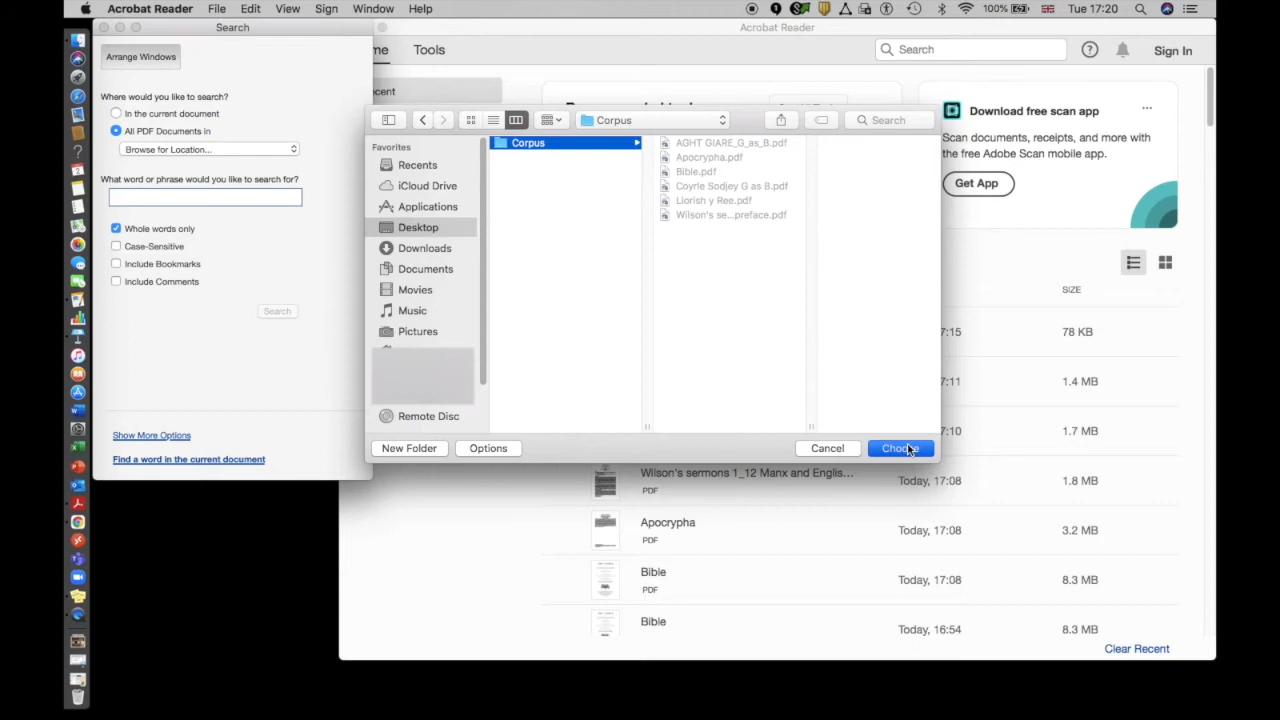 Acrobat Reader File Edit View Sign Window Help 100% Tue 17:20
Search
Arrange Windows
Where would you like to search?
In the current document
All PDF Documents in
Browse for Location...
What word or phrase would you like to search for?
Whole words only
Case-Sensitive
Include Bookmarks
Include Comments
Search
Show More Options
Find a word in the current document
Acrobat Reader
Tools
Search
Sign In
Corpus
Search
Favorites
Recents
iCloud Drive
Applications
Desktop
Downloads
Documents
Movies
Music
Pictures
Remote Disc
Corpus
AGHT GIARE_G_as_B.pdf
Apocrypha.pdf
Bible.pdf
Coyrle Sodjey G as B.pdf
Liorish y Ree.pdf
Wilson's se...preface.pdf
New Folder
Options
Cancel
Choose
Download free scan app
Scan documents, receipts, and more with
the free Adobe Scan mobile app.
Get App
SIZE
7:15 78 KB
7:11 1.4 MB
7:10 1.7 MB
Wilson's sermons 1_12 Manx and Englis...
PDF
Today, 17:08 1.8 MB
Apocrypha
PDF
Today, 17:08 3.2 MB
Bible
PDF
Today, 17:08 8.3 MB
Bible
Today, 16:54 8.3 MB
Clear Recent